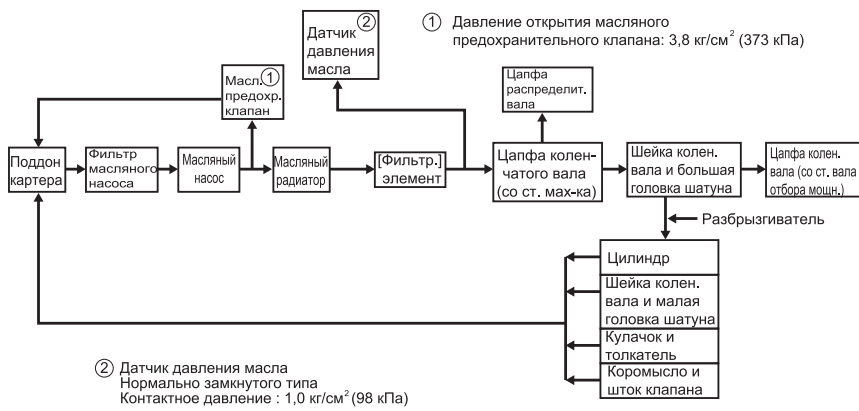 ① Давление открытия масляного
предохранительного клапана: 3,8 кг/см² (373 кПа)
② Датчик
давления
масла
Масл. ①
предохр.
клапан
Цапфа
распределит.
вала
Поддон
картера
Фильтр
масляного
насоса
Масляный
насос
Масляный
радиатор
[Фильтр.]
элемент
Цапфа колен-
чатого вала
(со ст. мах-ка)
Шейка колен.
вала и большая
головка шатуна
Цапфа колен.
вала (со ст. вала
отбора мощн.)
Разбрызгиватель
Цилиндр
Шейка колен.
вала и малая
головка шатуна
Кулачок и
толкатель
Коромысло и
шток клапана
② Датчик давления масла
Нормально замкнутого типа
Контактное давление : 1,0 кг/см² (98 кПа)